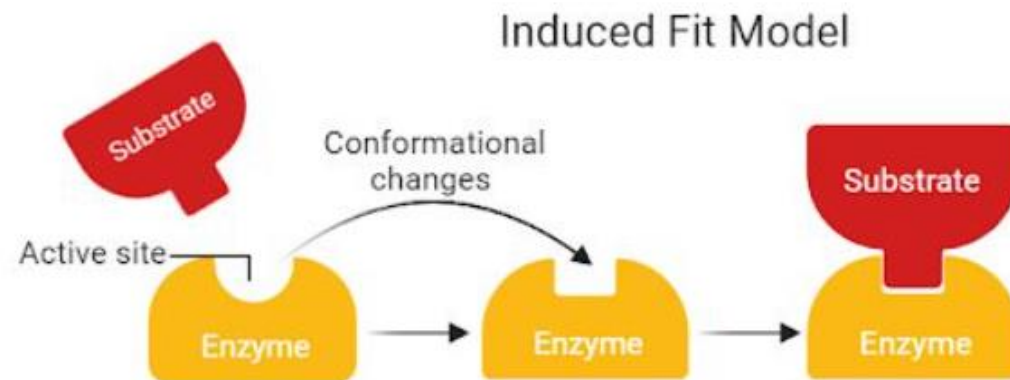 Induced Fit Model
Substrate
Conformational
changes
Active site
Enzyme
Enzyme
Substrate
Enzyme